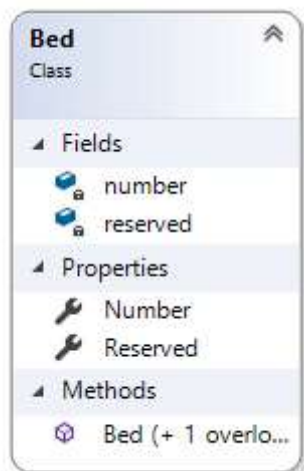 Bed
Class
Fields
number
reserved
Properties
Number
Reserved
Methods
Bed (+ 1 overlo...